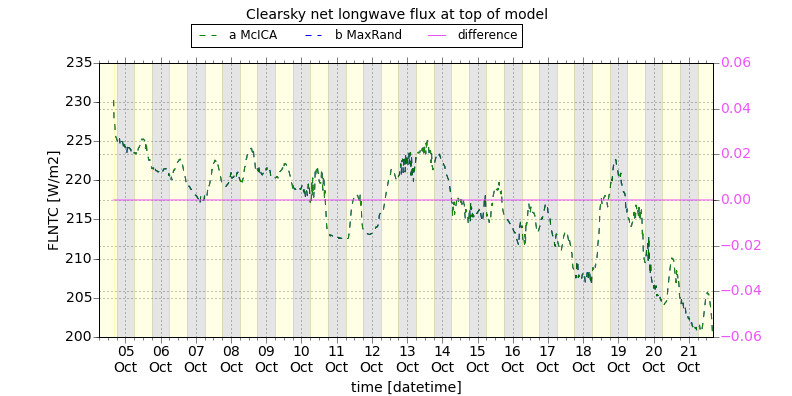 Clearsky net longwave flux at top of model
a McICA b MaxRand difference
235
230
225
220
215
210
205
200
FLNTC [W/m2]
0.06
0.04
0.02
0.00
−0.02
−0.04
−0.06
05 06 07 08 09 10 11 12 13 14 15 16 17 18 19 20 21
Oct Oct Oct Oct Oct Oct Oct Oct Oct Oct Oct Oct Oct Oct Oct Oct Oct
time [datetime]